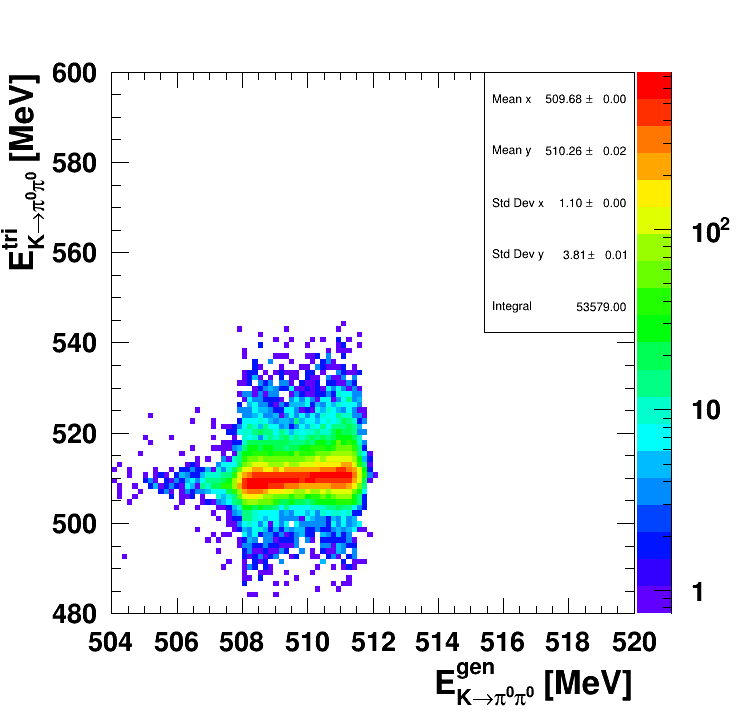 E^tri_K→π⁰π⁰ [MeV]
600
580
560
540
520
500
480
504 506 508 510 512 514 516 518 520
E^gen_K→π⁰π⁰ [MeV]
Mean x 509.68 ± 0.00
Mean y 510.26 ± 0.02
Std Dev x 1.10 ± 0.00
Std Dev y 3.81 ± 0.01
Integral 53579.00
10²
10
1